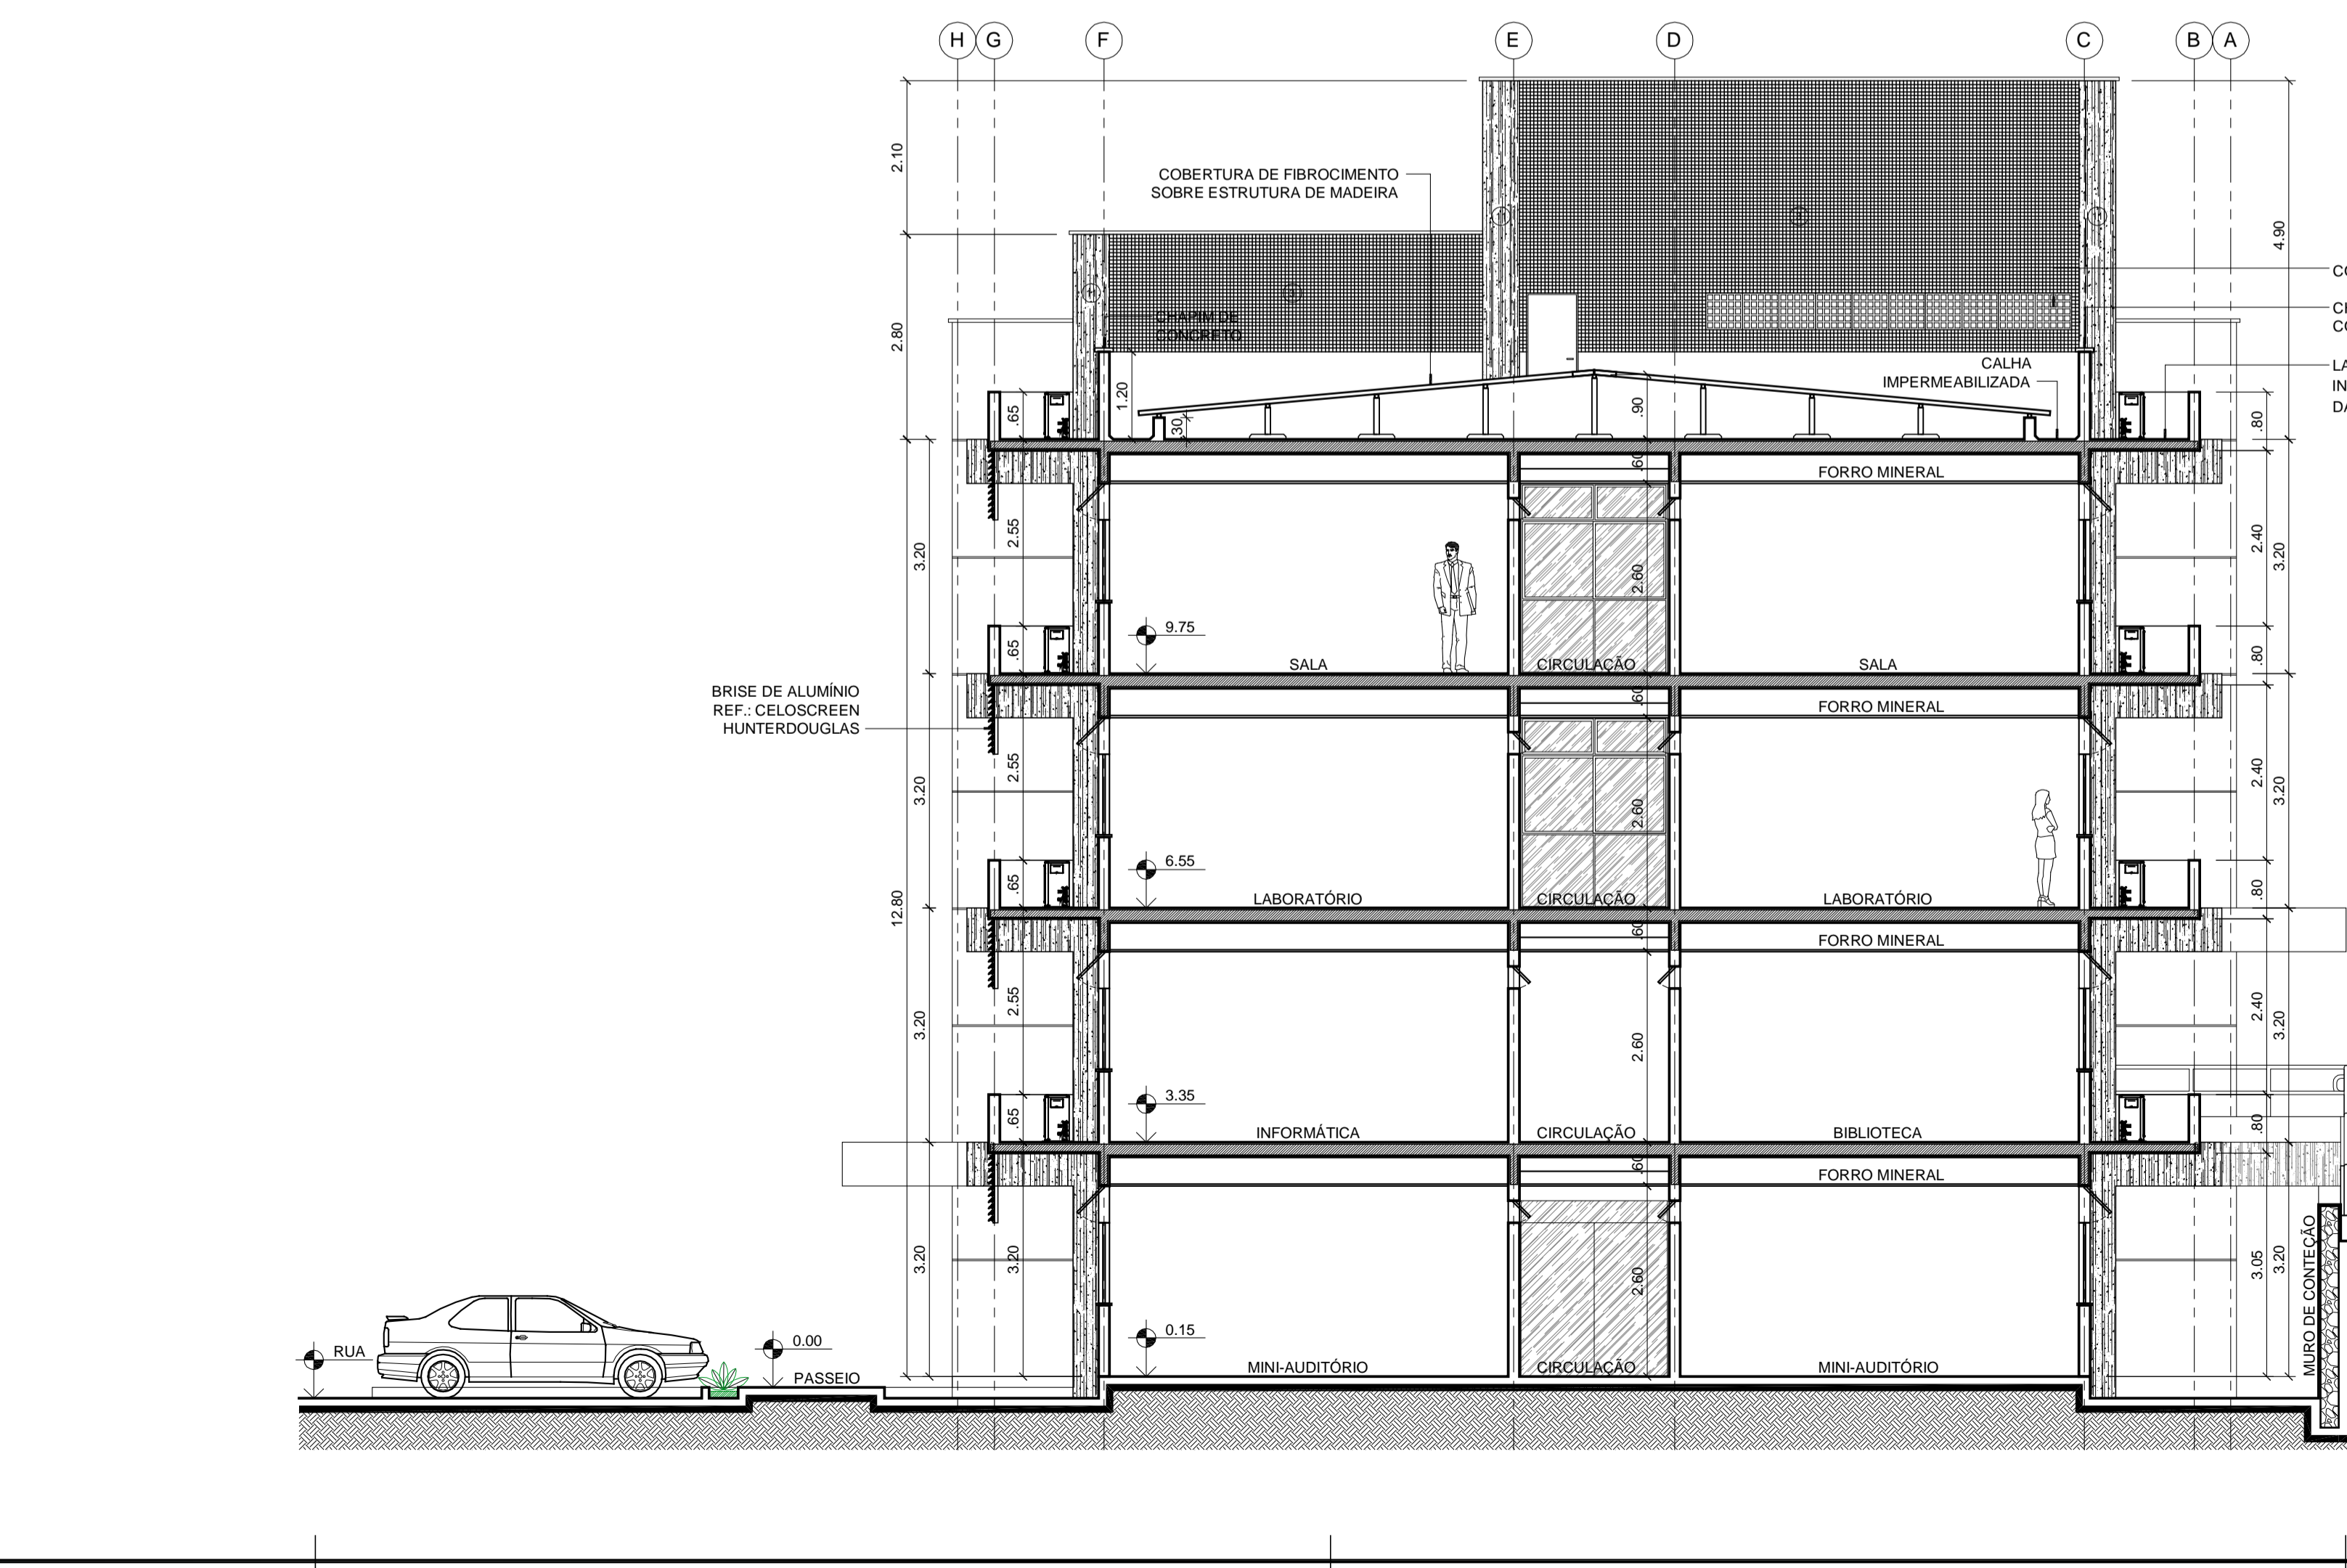 H G F E D C B A
2.10
COBERTURA DE FIBROCIMENTO
SOBRE ESTRUTURA DE MADEIRA
4.90
CHAPIM DE
CONCRETO
2.80
CALHA
IMPERMEABILIZADA
LA
IN
DA
.65
1.20
.30
.90
.80
.60
FORRO MINERAL
3.20
2.55
2.60
2.40
3.20
9.75
.65
.80
SALA
CIRCULAÇÃO
SALA
BRISE DE ALUMÍNIO
REF.: CELOSCREEN
HUNTERDOUGLAS
.60
FORRO MINERAL
3.20
2.55
2.60
2.40
3.20
6.55
.65
.80
LABORATÓRIO
CIRCULAÇÃO
LABORATÓRIO
12.80
.60
FORRO MINERAL
3.20
2.55
2.60
2.40
3.20
3.35
.65
.80
INFORMÁTICA
CIRCULAÇÃO
BIBLIOTECA
.60
FORRO MINERAL
3.20
3.20
2.60
3.05
3.20
MURO DE CONTEÇÃO
0.15
RUA
0.00
PASSEIO
MINI-AUDITÓRIO
CIRCULAÇÃO
MINI-AUDITÓRIO